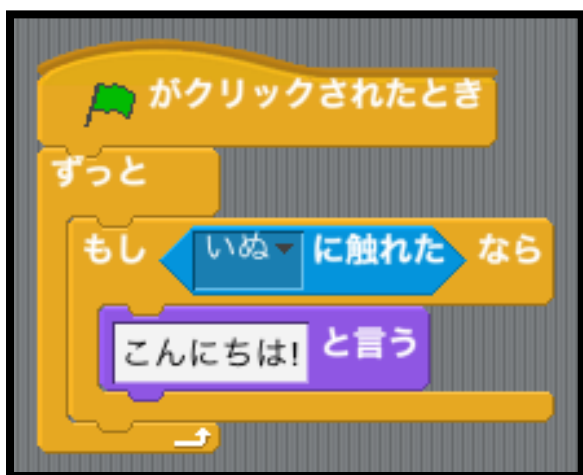 がクリックされたとき
ずっと
もし いぬ に触れた なら
こんにちは! と言う